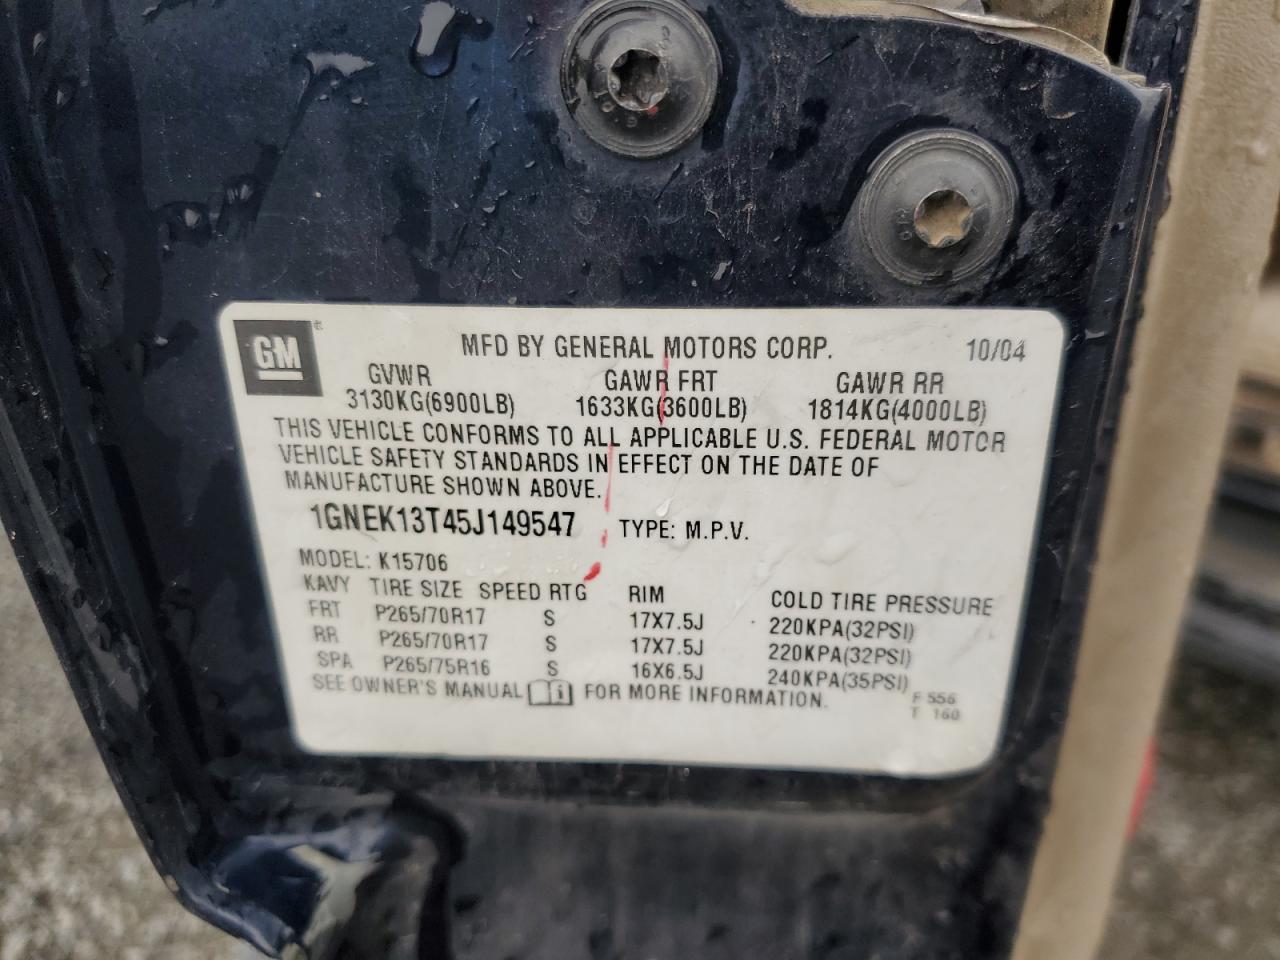 GM ®
MFD BY GENERAL MOTORS CORP. 10/04
GVWR GAWR FRT GAWR RR
3130KG(6900LB) 1633KG(3600LB) 1814KG(4000LB)
THIS VEHICLE CONFORMS TO ALL APPLICABLE U.S. FEDERAL MOTOR
VEHICLE SAFETY STANDARDS IN EFFECT ON THE DATE OF
MANUFACTURE SHOWN ABOVE.
1GNEK13T45J149547 TYPE: M.P.V.
MODEL: K15706
KAVY TIRE SIZE SPEED RTG RIM COLD TIRE PRESSURE
FRT P265/70R17 S 17X7.5J 220KPA(32PSI)
RR P265/70R17 S 17X7.5J 220KPA(32PSI)
SPA P265/75R16 S 16X6.5J 240KPA(35PSI)
SEE OWNER'S MANUAL FOR MORE INFORMATION.
F 556
T 160